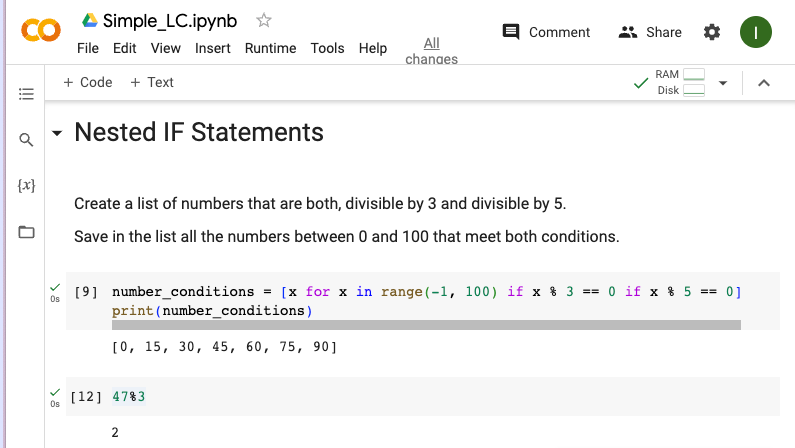 Simple_LC.ipynb
File Edit View Insert Runtime Tools Help All changes
Comment
Share
I
+ Code + Text
RAM
Disk
Nested IF Statements
{x}
Create a list of numbers that are both, divisible by 3 and divisible by 5.
Save in the list all the numbers between 0 and 100 that meet both conditions.
0s
[9] number_conditions = [x for x in range(-1, 100) if x % 3 == 0 if x % 5 == 0]
print(number_conditions)
[0, 15, 30, 45, 60, 75, 90]
0s
[12] 47%3
2